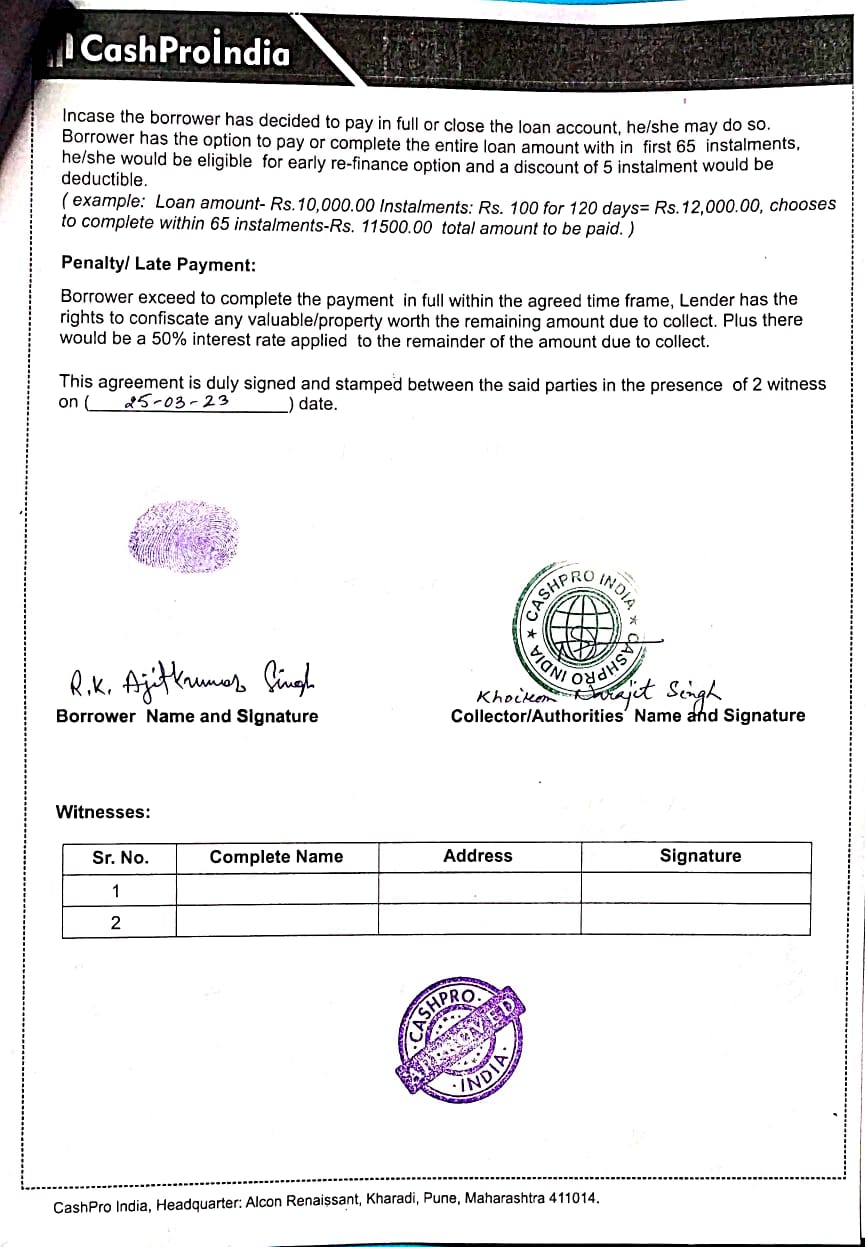 CashProİndia
Incase the borrower has decided to pay in full or close the loan account, he/she may do so.
Borrower has the option to pay or complete the entire loan amount with in first 65 instalments,
he/she would be eligible for early re-finance option and a discount of 5 instalment would be
deductible.
( example: Loan amount- Rs.10,000.00 Instalments: Rs. 100 for 120 days= Rs.12,000.00, chooses
to complete within 65 instalments-Rs. 11500.00 total amount to be paid. )
Penalty/ Late Payment:
Borrower exceed to complete the payment in full within the agreed time frame, Lender has the
rights to confiscate any valuable/property worth the remaining amount due to collect. Plus there
would be a 50% interest rate applied to the remainder of the amount due to collect.
This agreement is duly signed and stamped between the said parties in the presence of 2 witness
on ( 25-03-23 ) date.
CASHPRO INDIA * CASHPRO INDIA *
R.K. Ajitkumar Singh
Khoirom Singh
Borrower Name and SIgnature
Collector/Authorities Name and Signature
Witnesses:
Sr. No. Complete Name Address Signature
1
2
CASHPRO
APPROVED
INDIA
CashPro India, Headquarter: Alcon Renaissant, Kharadi, Pune, Maharashtra 411014.